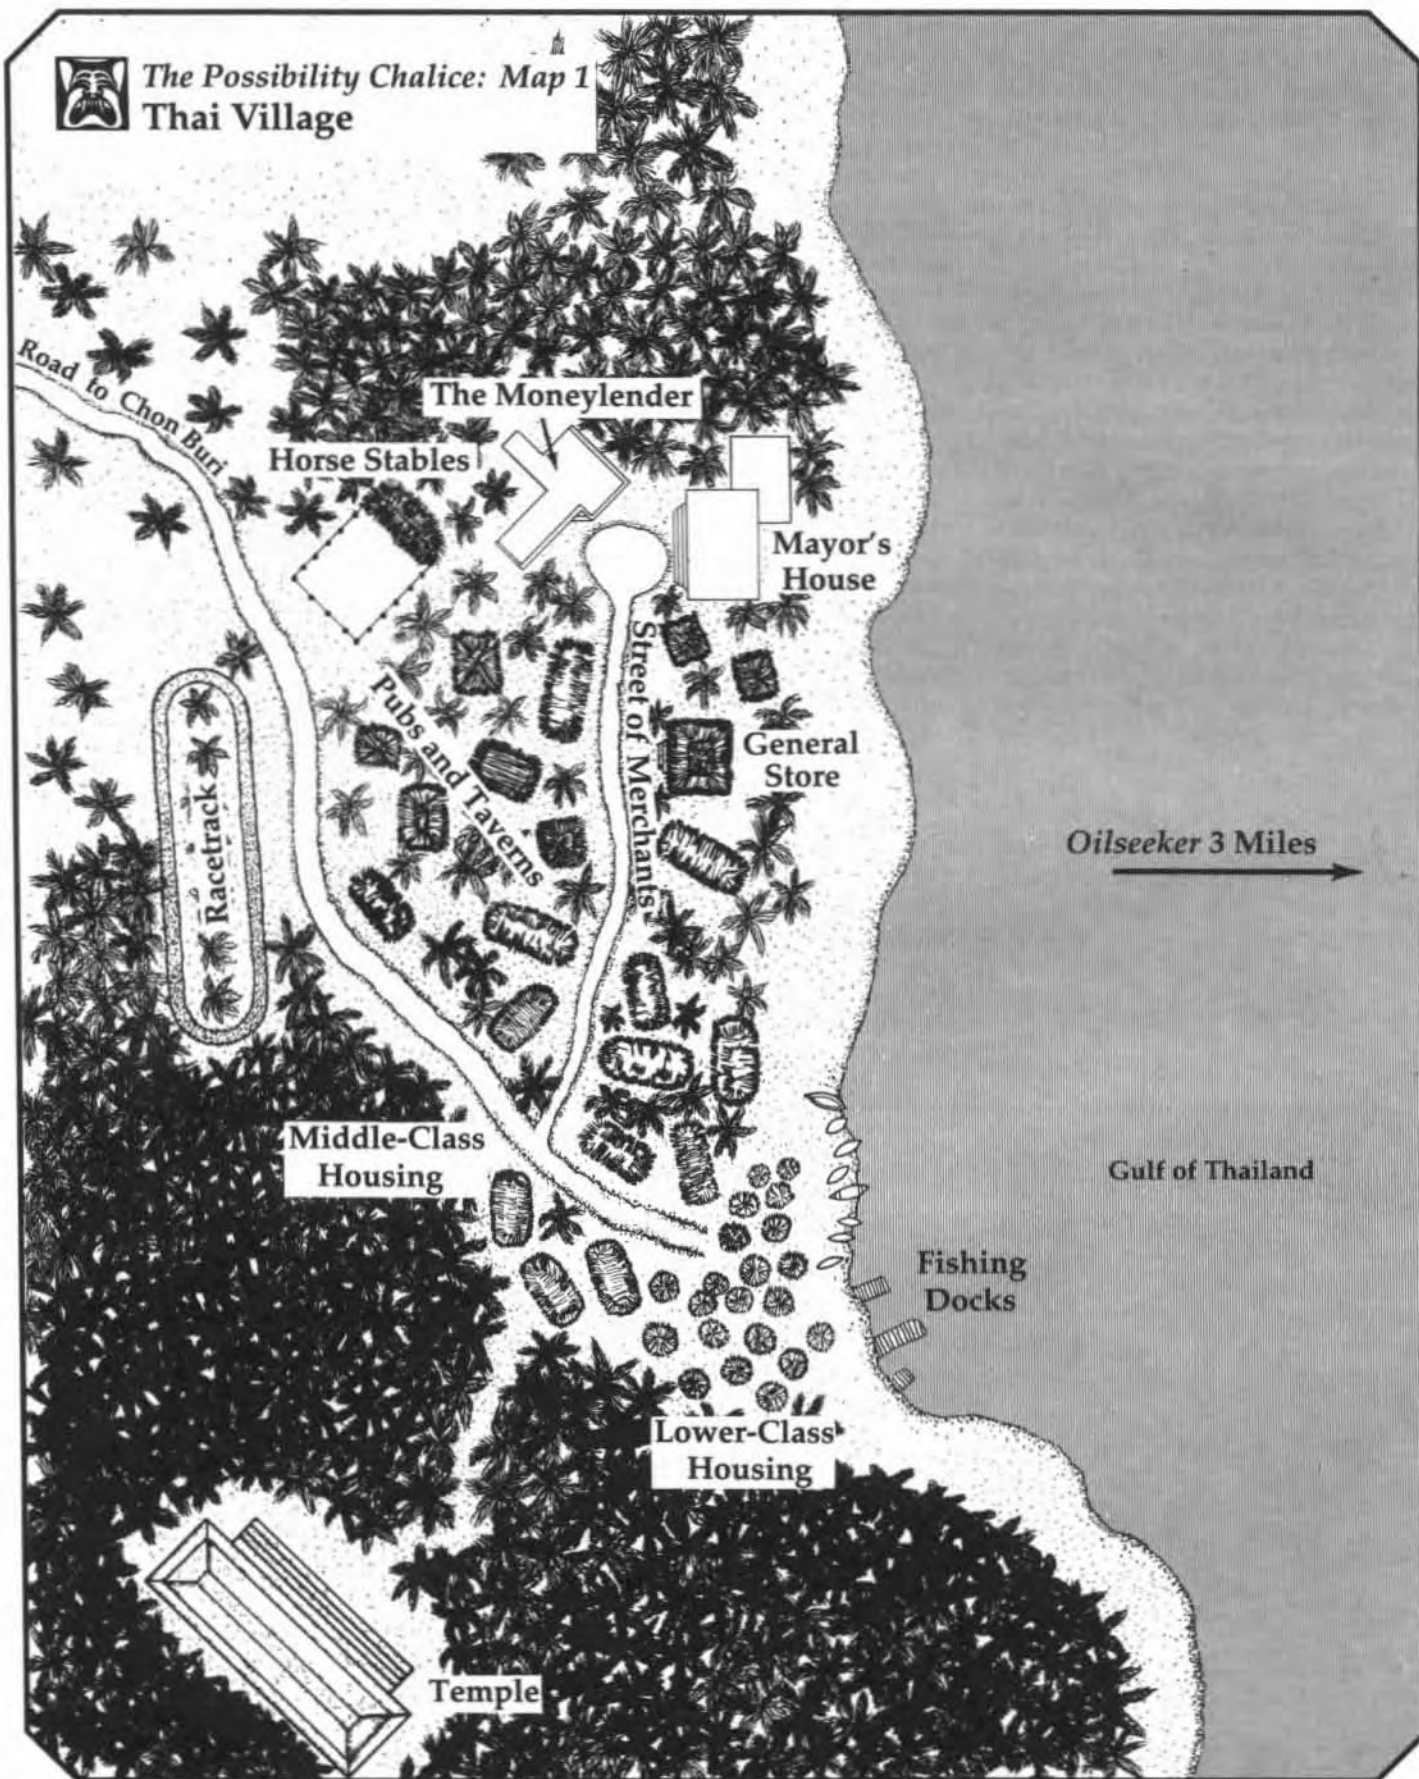 The Possibility Chalice: Map 1
Thai Village
Road to Chon Buri
The Moneylender
Horse Stables
Mayor's
House
Street of Merchants
Pubs and Taverns
General
Store
Racetrack
Oilseeker 3 Miles
Middle-Class
Housing
Gulf of Thailand
Fishing
Docks
Lower-Class
Housing
Temple